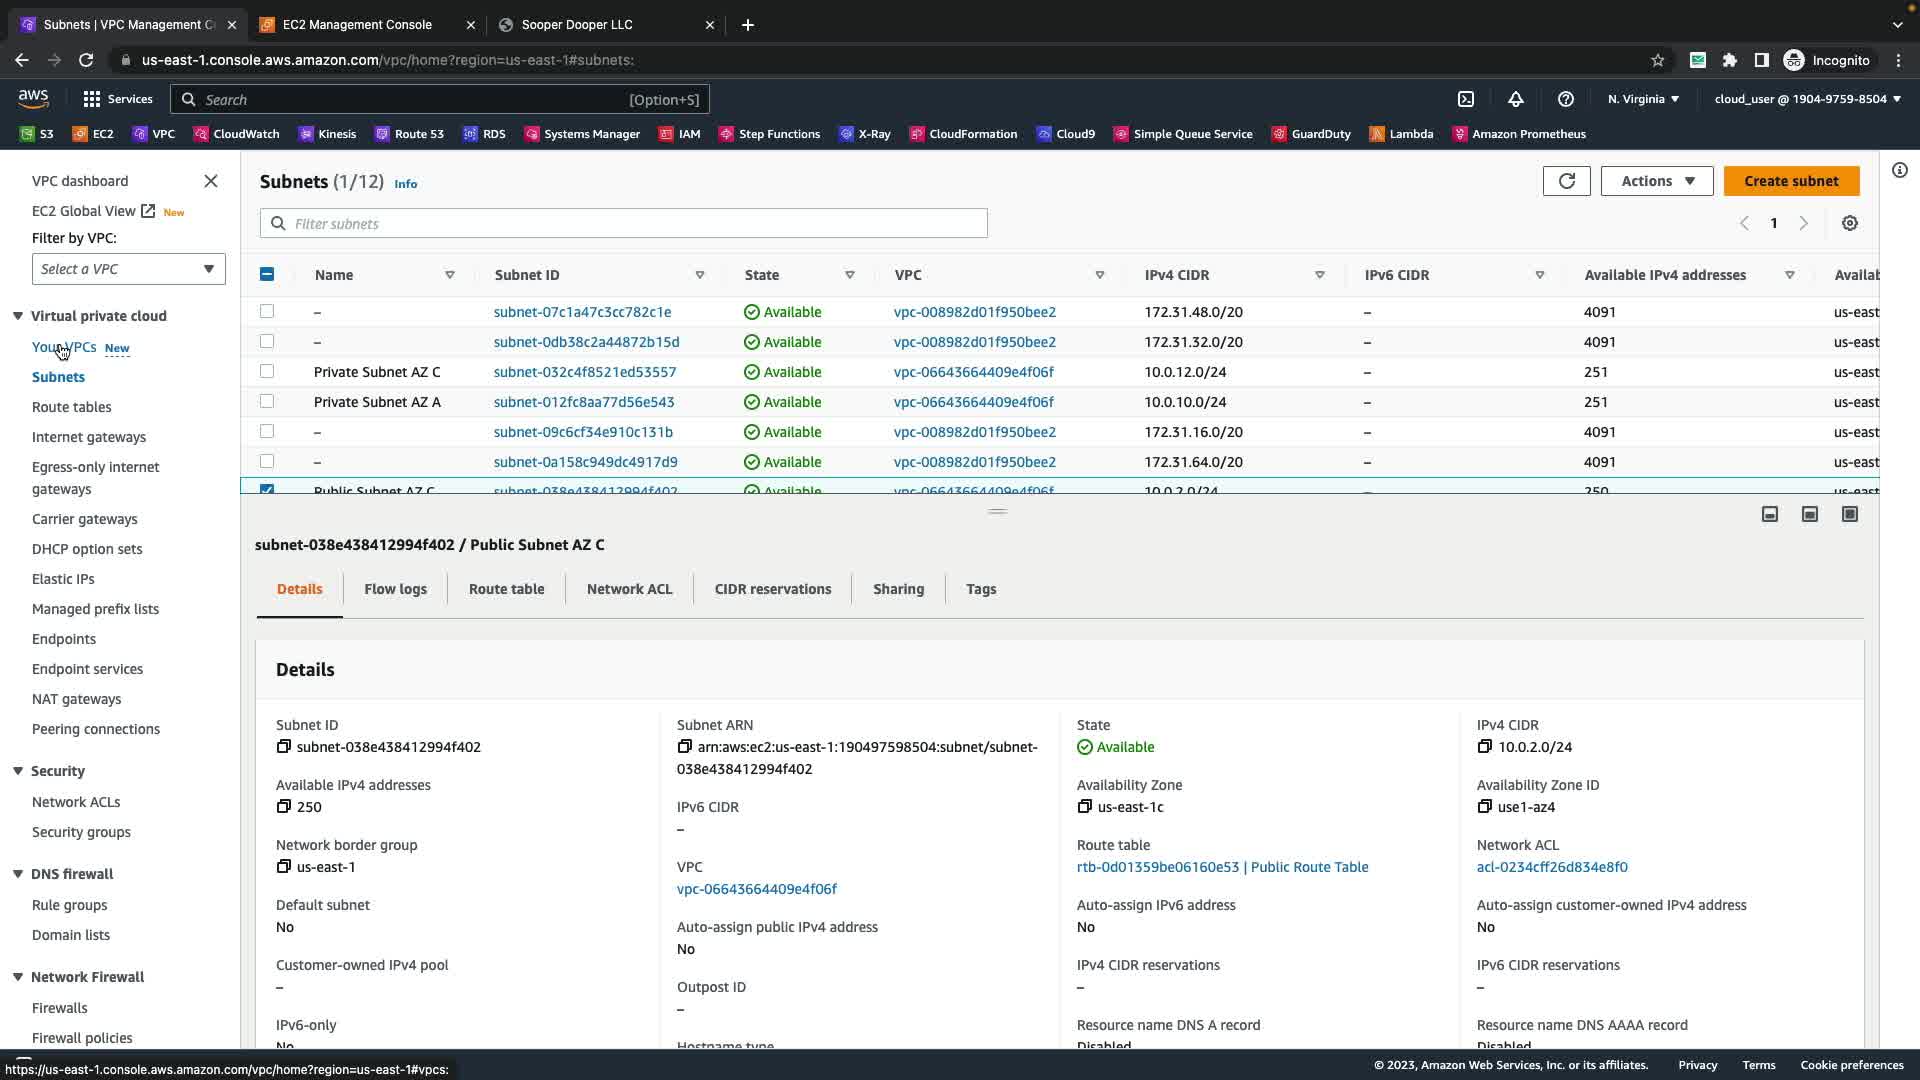 Subnets | VPC Management C
EC2 Management Console
Sooper Dooper LLC
us-east-1.console.aws.amazon.com/vpc/home?region=us-east-1#subnets:
Incognito
aws
Services
Search
[Option+S]
N. Virginia
cloud_user @ 1904-9759-8504
S3
EC2
VPC
CloudWatch
Kinesis
Route 53
RDS
Systems Manager
IAM
Step Functions
X-Ray
CloudFormation
Cloud9
Simple Queue Service
GuardDuty
Lambda
Amazon Prometheus
VPC dashboard
EC2 Global View New
Filter by VPC:
Select a VPC
Virtual private cloud
Your VPCs New
Subnets
Route tables
Internet gateways
Egress-only internet
gateways
Carrier gateways
DHCP option sets
Elastic IPs
Managed prefix lists
Endpoints
Endpoint services
NAT gateways
Peering connections
Security
Network ACLs
Security groups
DNS firewall
Rule groups
Domain lists
Network Firewall
Firewalls
Firewall policies
Subnets (1/12) Info
Actions
Create subnet
Filter subnets
1
Name Subnet ID State VPC IPv4 CIDR IPv6 CIDR Available IPv4 addresses Availab
– subnet-07c1a47c3cc782c1e Available vpc-008982d01f950bee2 172.31.48.0/20 – 4091 us-east
– subnet-0db38c2a44872b15d Available vpc-008982d01f950bee2 172.31.32.0/20 – 4091 us-east
Private Subnet AZ C subnet-032c4f8521ed53557 Available vpc-06643664409e4f06f 10.0.12.0/24 – 251 us-east
Private Subnet AZ A subnet-012fc8aa77d56e543 Available vpc-06643664409e4f06f 10.0.10.0/24 – 251 us-east
– subnet-09c6cf34e910c131b Available vpc-008982d01f950bee2 172.31.16.0/20 – 4091 us-east
– subnet-0a158c949dc4917d9 Available vpc-008982d01f950bee2 172.31.64.0/20 – 4091 us-east
Public Subnet AZ C subnet-038e438412994f402 Available vpc-06643664409e4f06f 10.0.2.0/24 – 250 us-east
subnet-038e438412994f402 / Public Subnet AZ C
Details
Flow logs
Route table
Network ACL
CIDR reservations
Sharing
Tags
Details
Subnet ID
subnet-038e438412994f402
Available IPv4 addresses
250
Network border group
us-east-1
Default subnet
No
Customer-owned IPv4 pool
–
IPv6-only
No
Subnet ARN
arn:aws:ec2:us-east-1:190497598504:subnet/subnet-
038e438412994f402
IPv6 CIDR
–
VPC
vpc-06643664409e4f06f
Auto-assign public IPv4 address
No
Outpost ID
–
Hostname type
State
Available
Availability Zone
us-east-1c
Route table
rtb-0d01359be06160e53 | Public Route Table
Auto-assign IPv6 address
No
IPv4 CIDR reservations
–
Resource name DNS A record
Disabled
IPv4 CIDR
10.0.2.0/24
Availability Zone ID
use1-az4
Network ACL
acl-0234cff26d834e8f0
Auto-assign customer-owned IPv4 address
No
IPv6 CIDR reservations
–
Resource name DNS AAAA record
Disabled
https://us-east-1.console.aws.amazon.com/vpc/home?region=us-east-1#vpcs:
© 2023, Amazon Web Services, Inc. or its affiliates.
Privacy
Terms
Cookie preferences